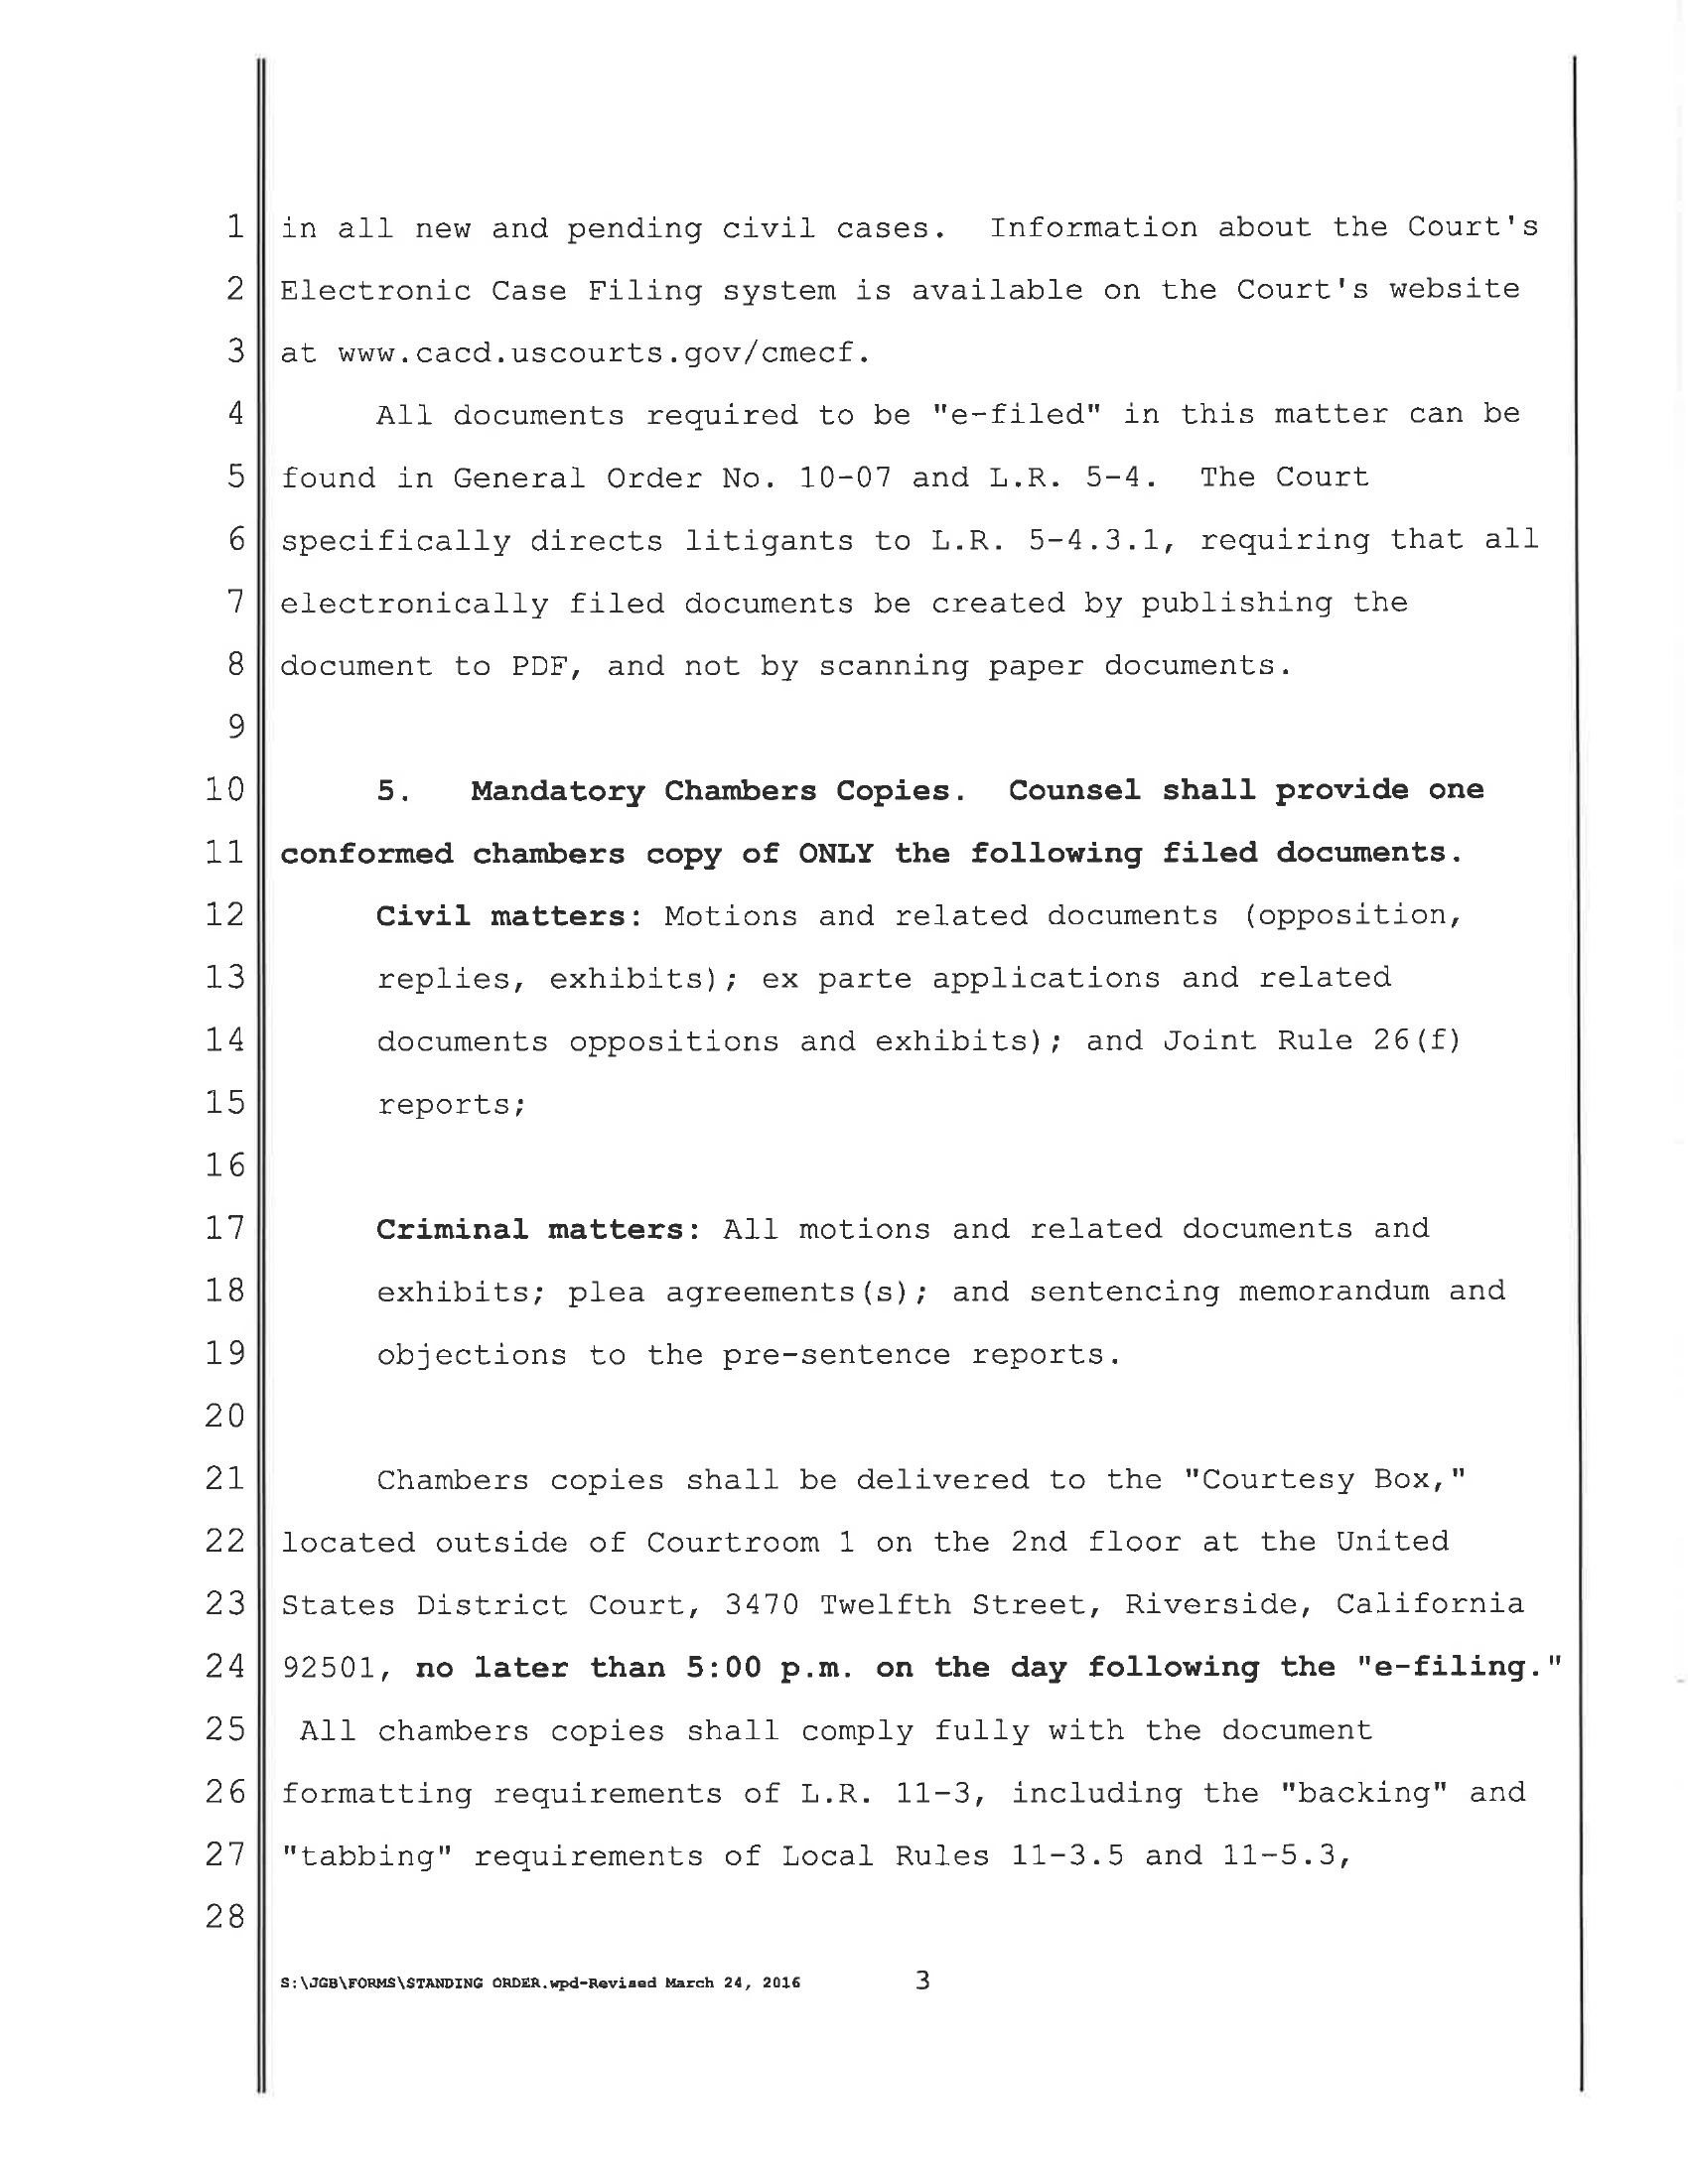 1 in all new and pending civil cases.  Information about the Court's
2 Electronic Case Filing system is available on the Court's website
3 at www.cacd.uscourts.gov/cmecf.
4 All documents required to be "e-filed" in this matter can be
5 found in General Order No. 10-07 and L.R. 5-4.  The Court
6 specifically directs litigants to L.R. 5-4.3.1, requiring that all
7 electronically filed documents be created by publishing the
8 document to PDF, and not by scanning paper documents.
9
10 5.   Mandatory Chambers Copies.  Counsel shall provide one
11 conformed chambers copy of ONLY the following filed documents.
12 Civil matters: Motions and related documents (opposition,
13 replies, exhibits); ex parte applications and related
14 documents oppositions and exhibits); and Joint Rule 26(f)
15 reports;
16
17 Criminal matters: All motions and related documents and
18 exhibits; plea agreements(s); and sentencing memorandum and
19 objections to the pre-sentence reports.
20
21 Chambers copies shall be delivered to the "Courtesy Box,"
22 located outside of Courtroom 1 on the 2nd floor at the United
23 States District Court, 3470 Twelfth Street, Riverside, California
24 92501, no later than 5:00 p.m. on the day following the "e-filing."
25 All chambers copies shall comply fully with the document
26 formatting requirements of L.R. 11-3, including the "backing" and
27 "tabbing" requirements of Local Rules 11-3.5 and 11-5.3,
28
S:\JGB\FORMS\STANDING ORDER.wpd-Revised March 24, 2016 3